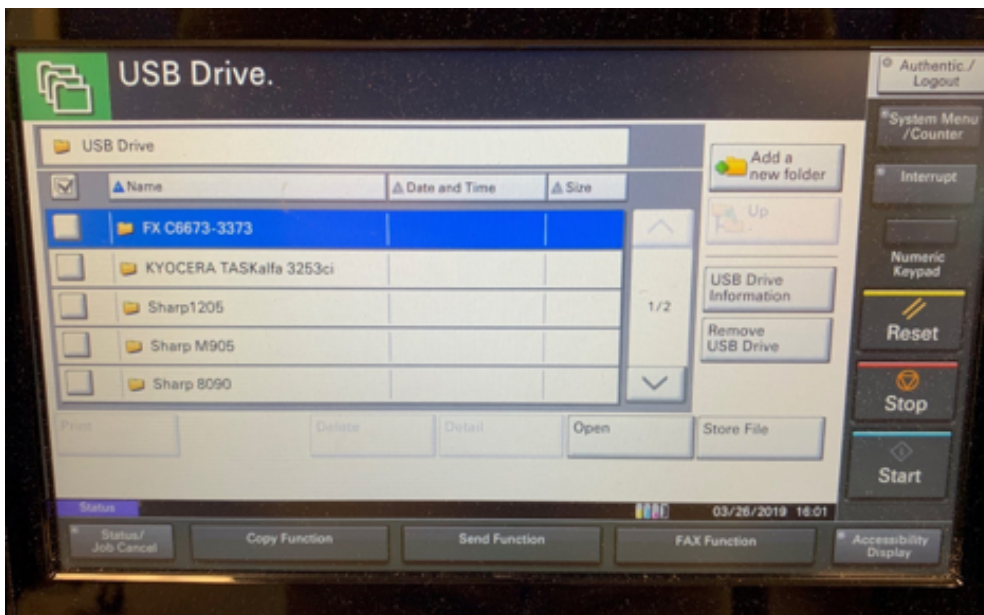 USB Drive.
Authentic./
Logout
System Menu
/Counter
Interrupt
Numeric
Keypad
Reset
Stop
Start
USB Drive
Name
Date and Time
Size
FX C6673-3373
KYOCERA TASKalfa 3253ci
Sharp1205
Sharp M905
Sharp 8090
1/2
Add a
new folder
Up
USB Drive
Information
Remove
USB Drive
Print
Delete
Detail
Open
Store File
Status
03/26/2019 16:01
Status/
Job Cancel
Copy Function
Send Function
FAX Function
Accessibility
Display